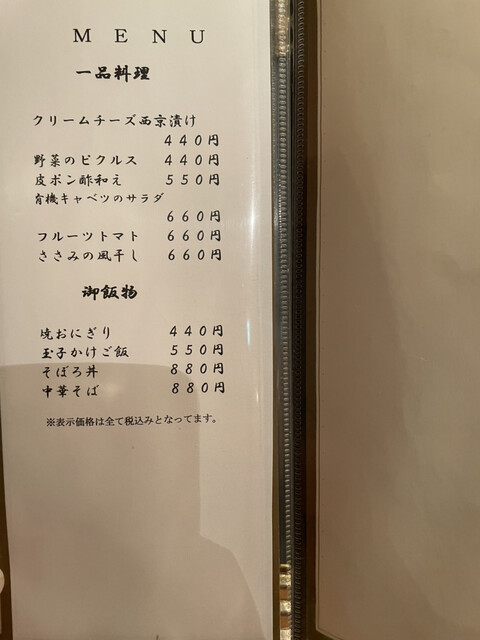 MENU
一品料理
クリームチーズ西京漬け
440円
野菜のピクルス 440円
皮ポン酢和え 550円
有機キャベツのサラダ
660円
フルーツトマト 660円
ささみの風干し 660円
御飯物
焼おにぎり 440円
玉子かけご飯 550円
そぼろ丼 880円
中華そば 880円
※表示価格は全て税込みとなってます。